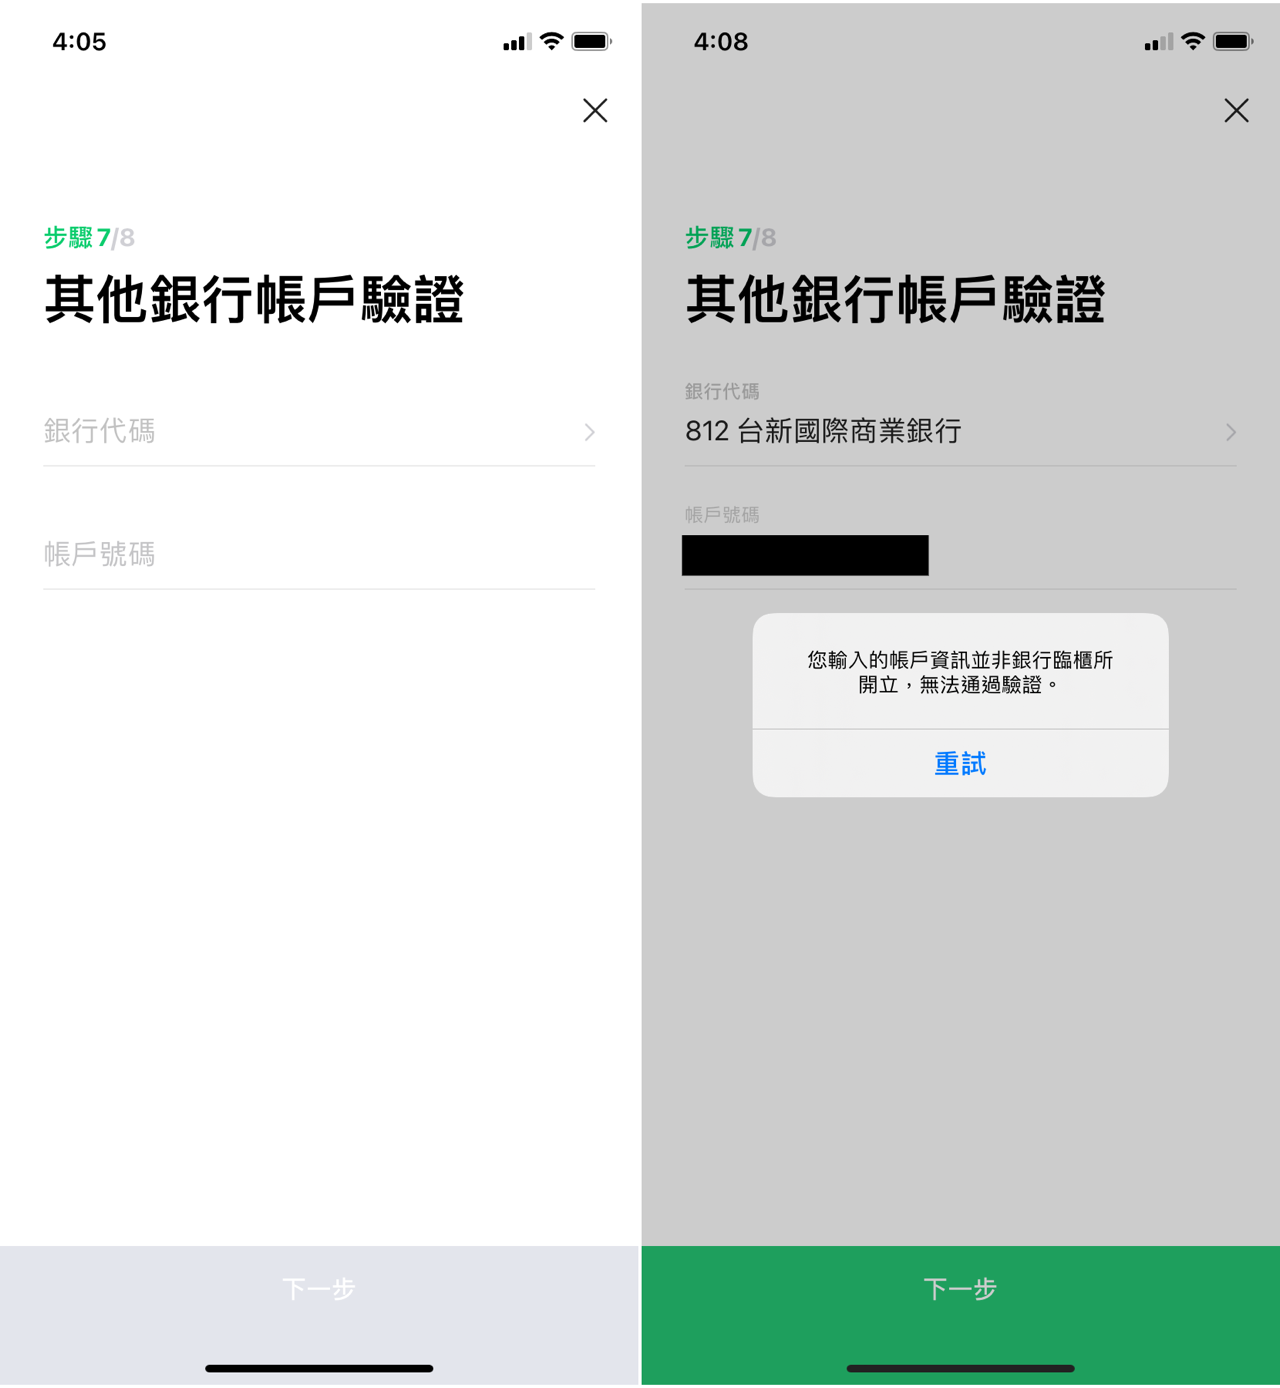 4:05
步驟 7/8
其他銀行帳戶驗證
銀行代碼
帳戶號碼
下一步
4:08
步驟 7/8
其他銀行帳戶驗證
銀行代碼
812 台新國際商業銀行
帳戶號碼
您輸入的帳戶資訊並非銀行臨櫃所
開立，無法通過驗證。
重試
下一步